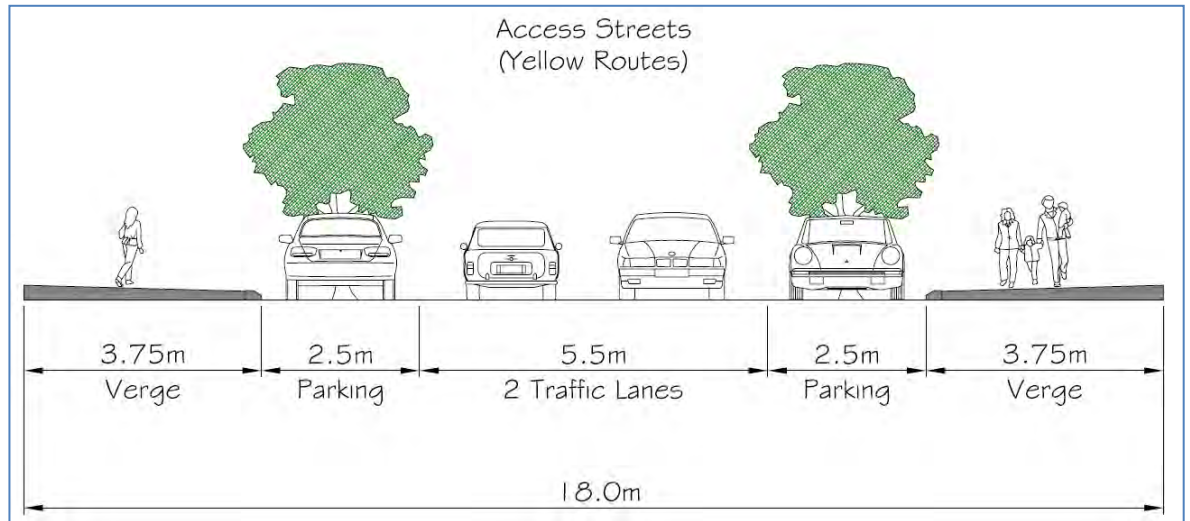 Access Streets
(Yellow Routes)
3.75m 2.5m 5.5m 2.5m 3.75m
Verge Parking 2 Traffic Lanes Parking Verge
18.0m